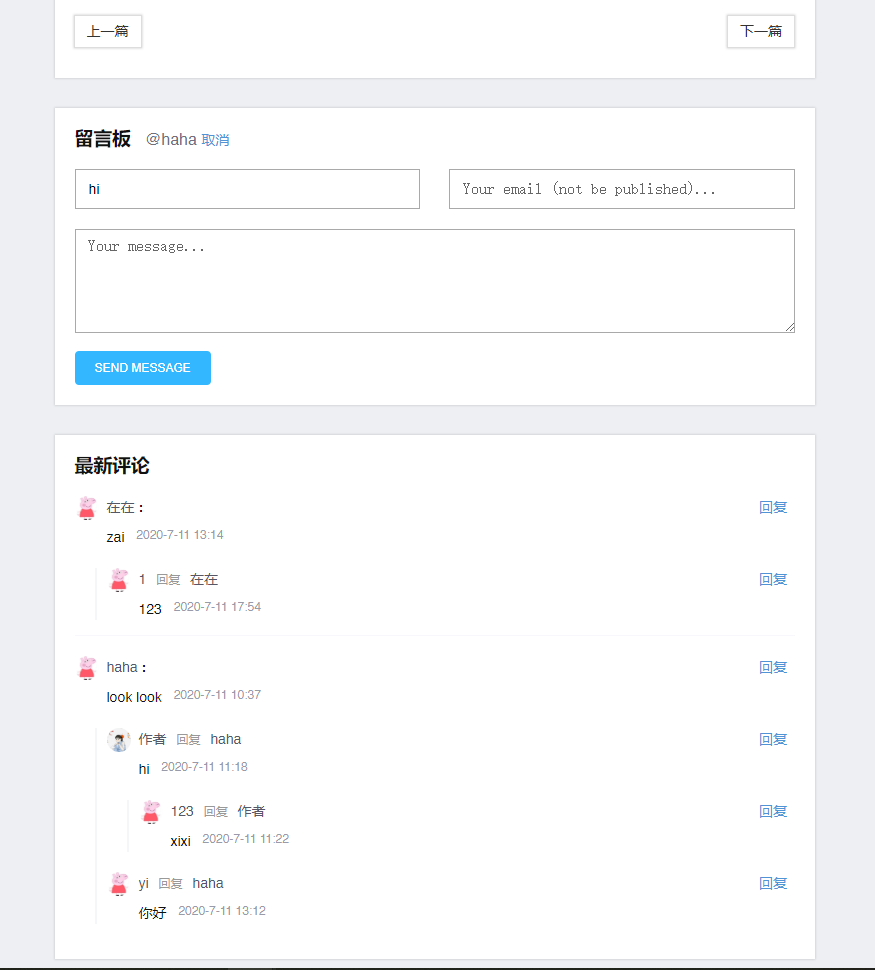 上一篇 下一篇
留言板 @haha 取消
hi Your email (not be published)...
Your message...
SEND MESSAGE
最新评论
在在： 回复
zai 2020-7-11 13:14
1 回复 在在 回复
123 2020-7-11 17:54
haha： 回复
look look 2020-7-11 10:37
作者 回复 haha 回复
hi 2020-7-11 11:18
123 回复 作者 回复
xixi 2020-7-11 11:22
yi 回复 haha 回复
你好 2020-7-11 13:12